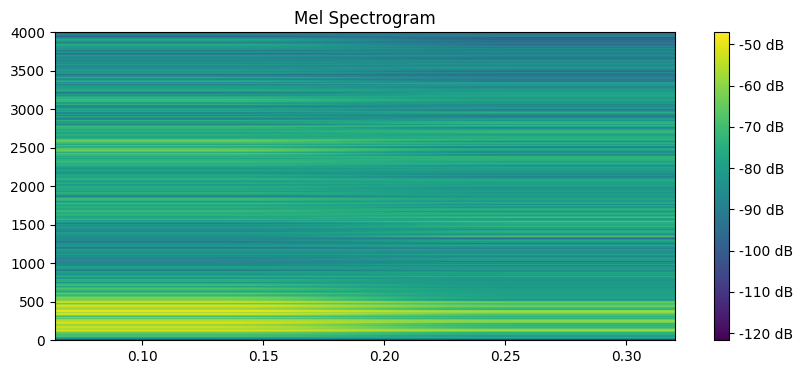 Mel Spectrogram
4000
3500
3000
2500
2000
1500
1000
500
0
0.10 0.15 0.20 0.25 0.30
-50 dB
-60 dB
-70 dB
-80 dB
-90 dB
-100 dB
-110 dB
-120 dB